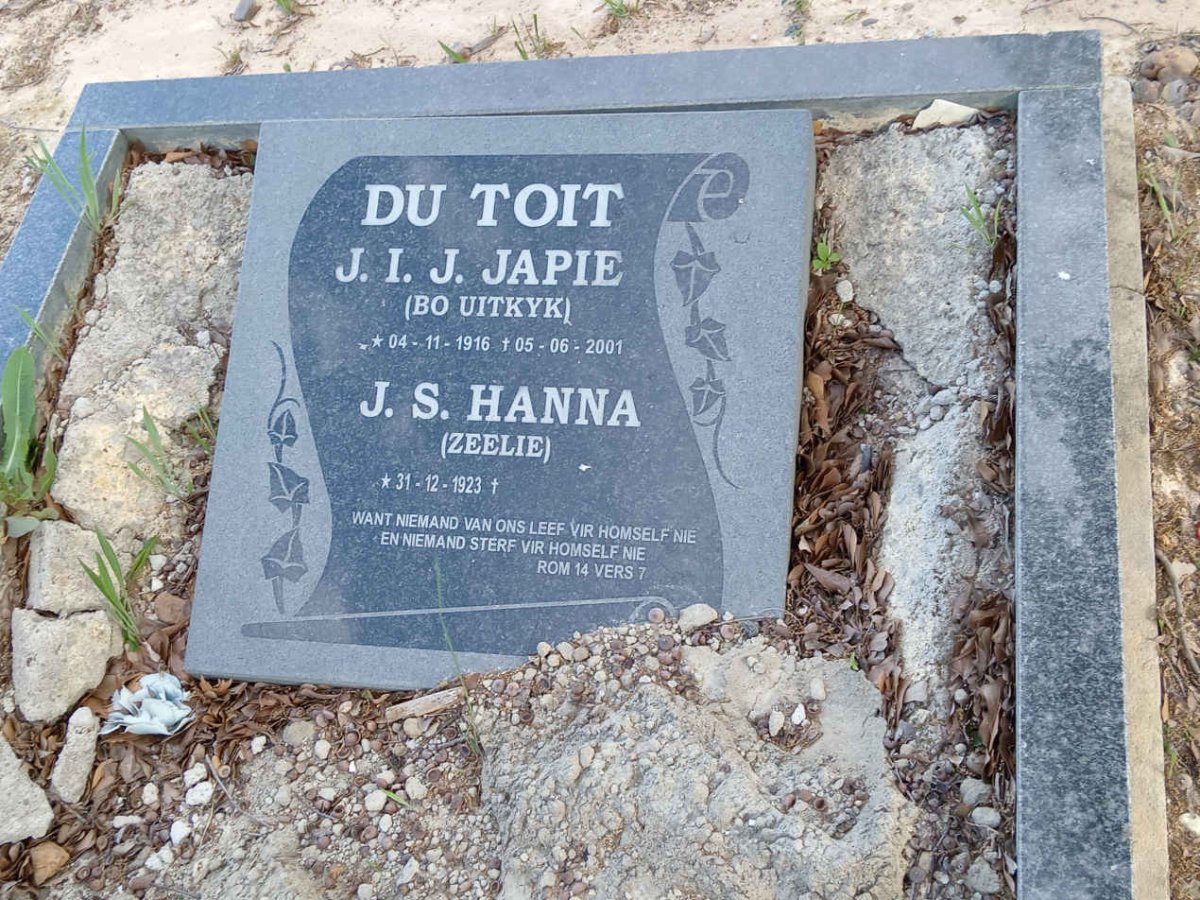 DU TOIT
J. I. J. JAPIE
(BO UITKYK)
* 04 - 11 - 1916 † 05 - 06 - 2001
J. S. HANNA
(ZEELIE)
* 31 - 12 - 1923 †
WANT NIEMAND VAN ONS LEEF VIR HOMSELF NIE
EN NIEMAND STERF VIR HOMSELF NIE
ROM 14 VERS 7